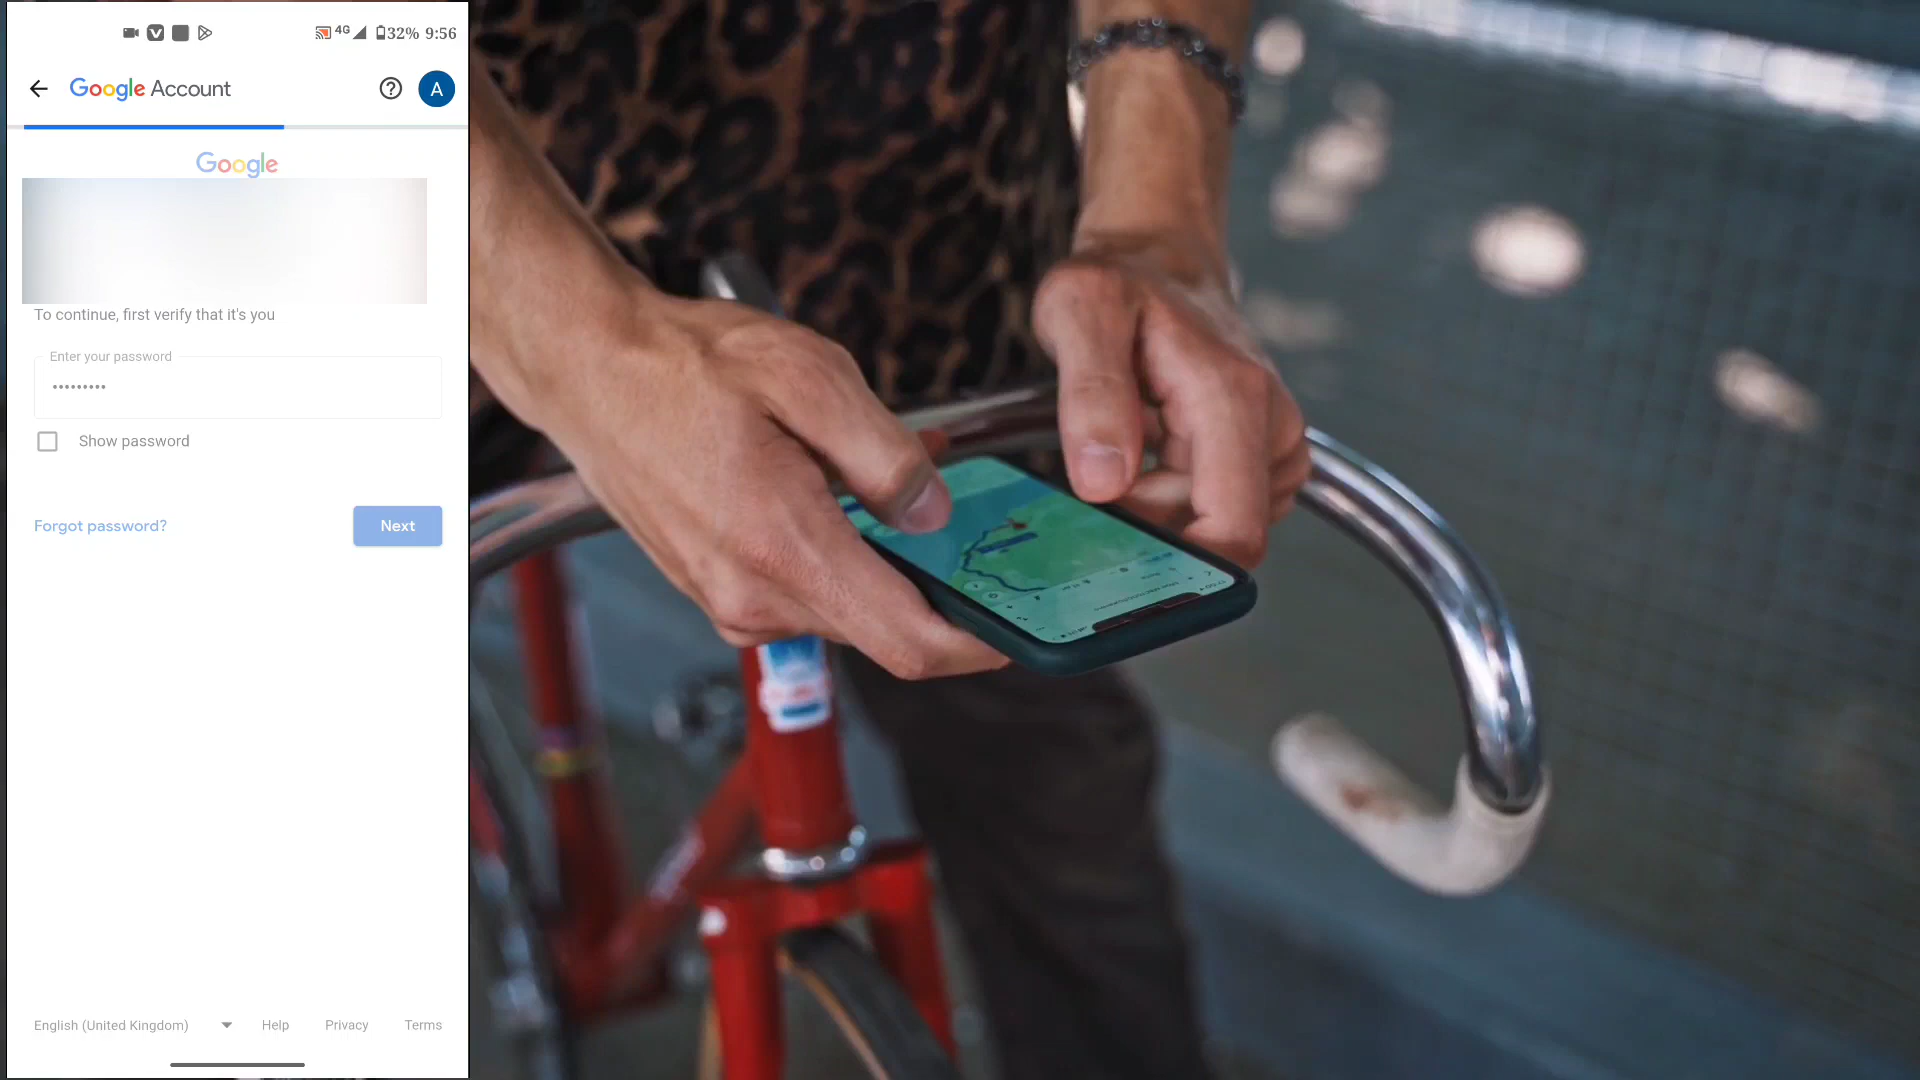 4G 32% 9:56
Google Account
A
Google
To continue, first verify that it's you
Enter your password
•••••••••
Show password
Forgot password?
Next
English (United Kingdom)
Help
Privacy
Terms